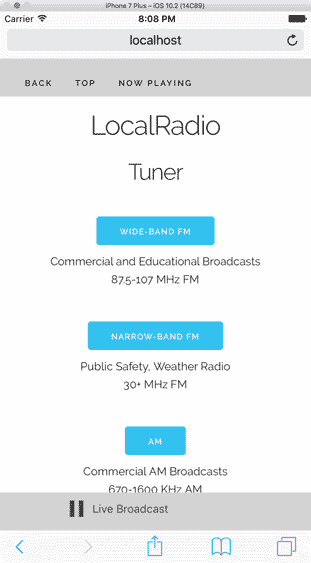 iPhone 7 Plus – iOS 10.2 (14C89)
Carrier 8:08 PM
localhost
BACK TOP NOW PLAYING
LocalRadio
Tuner
WIDE-BAND FM
Commercial and Educational Broadcasts
87.5-107 MHz FM
NARROW-BAND FM
Public Safety, Weather Radio
30+ MHz FM
AM
Commercial AM Broadcasts
670-1600 KHz AM
Live Broadcast